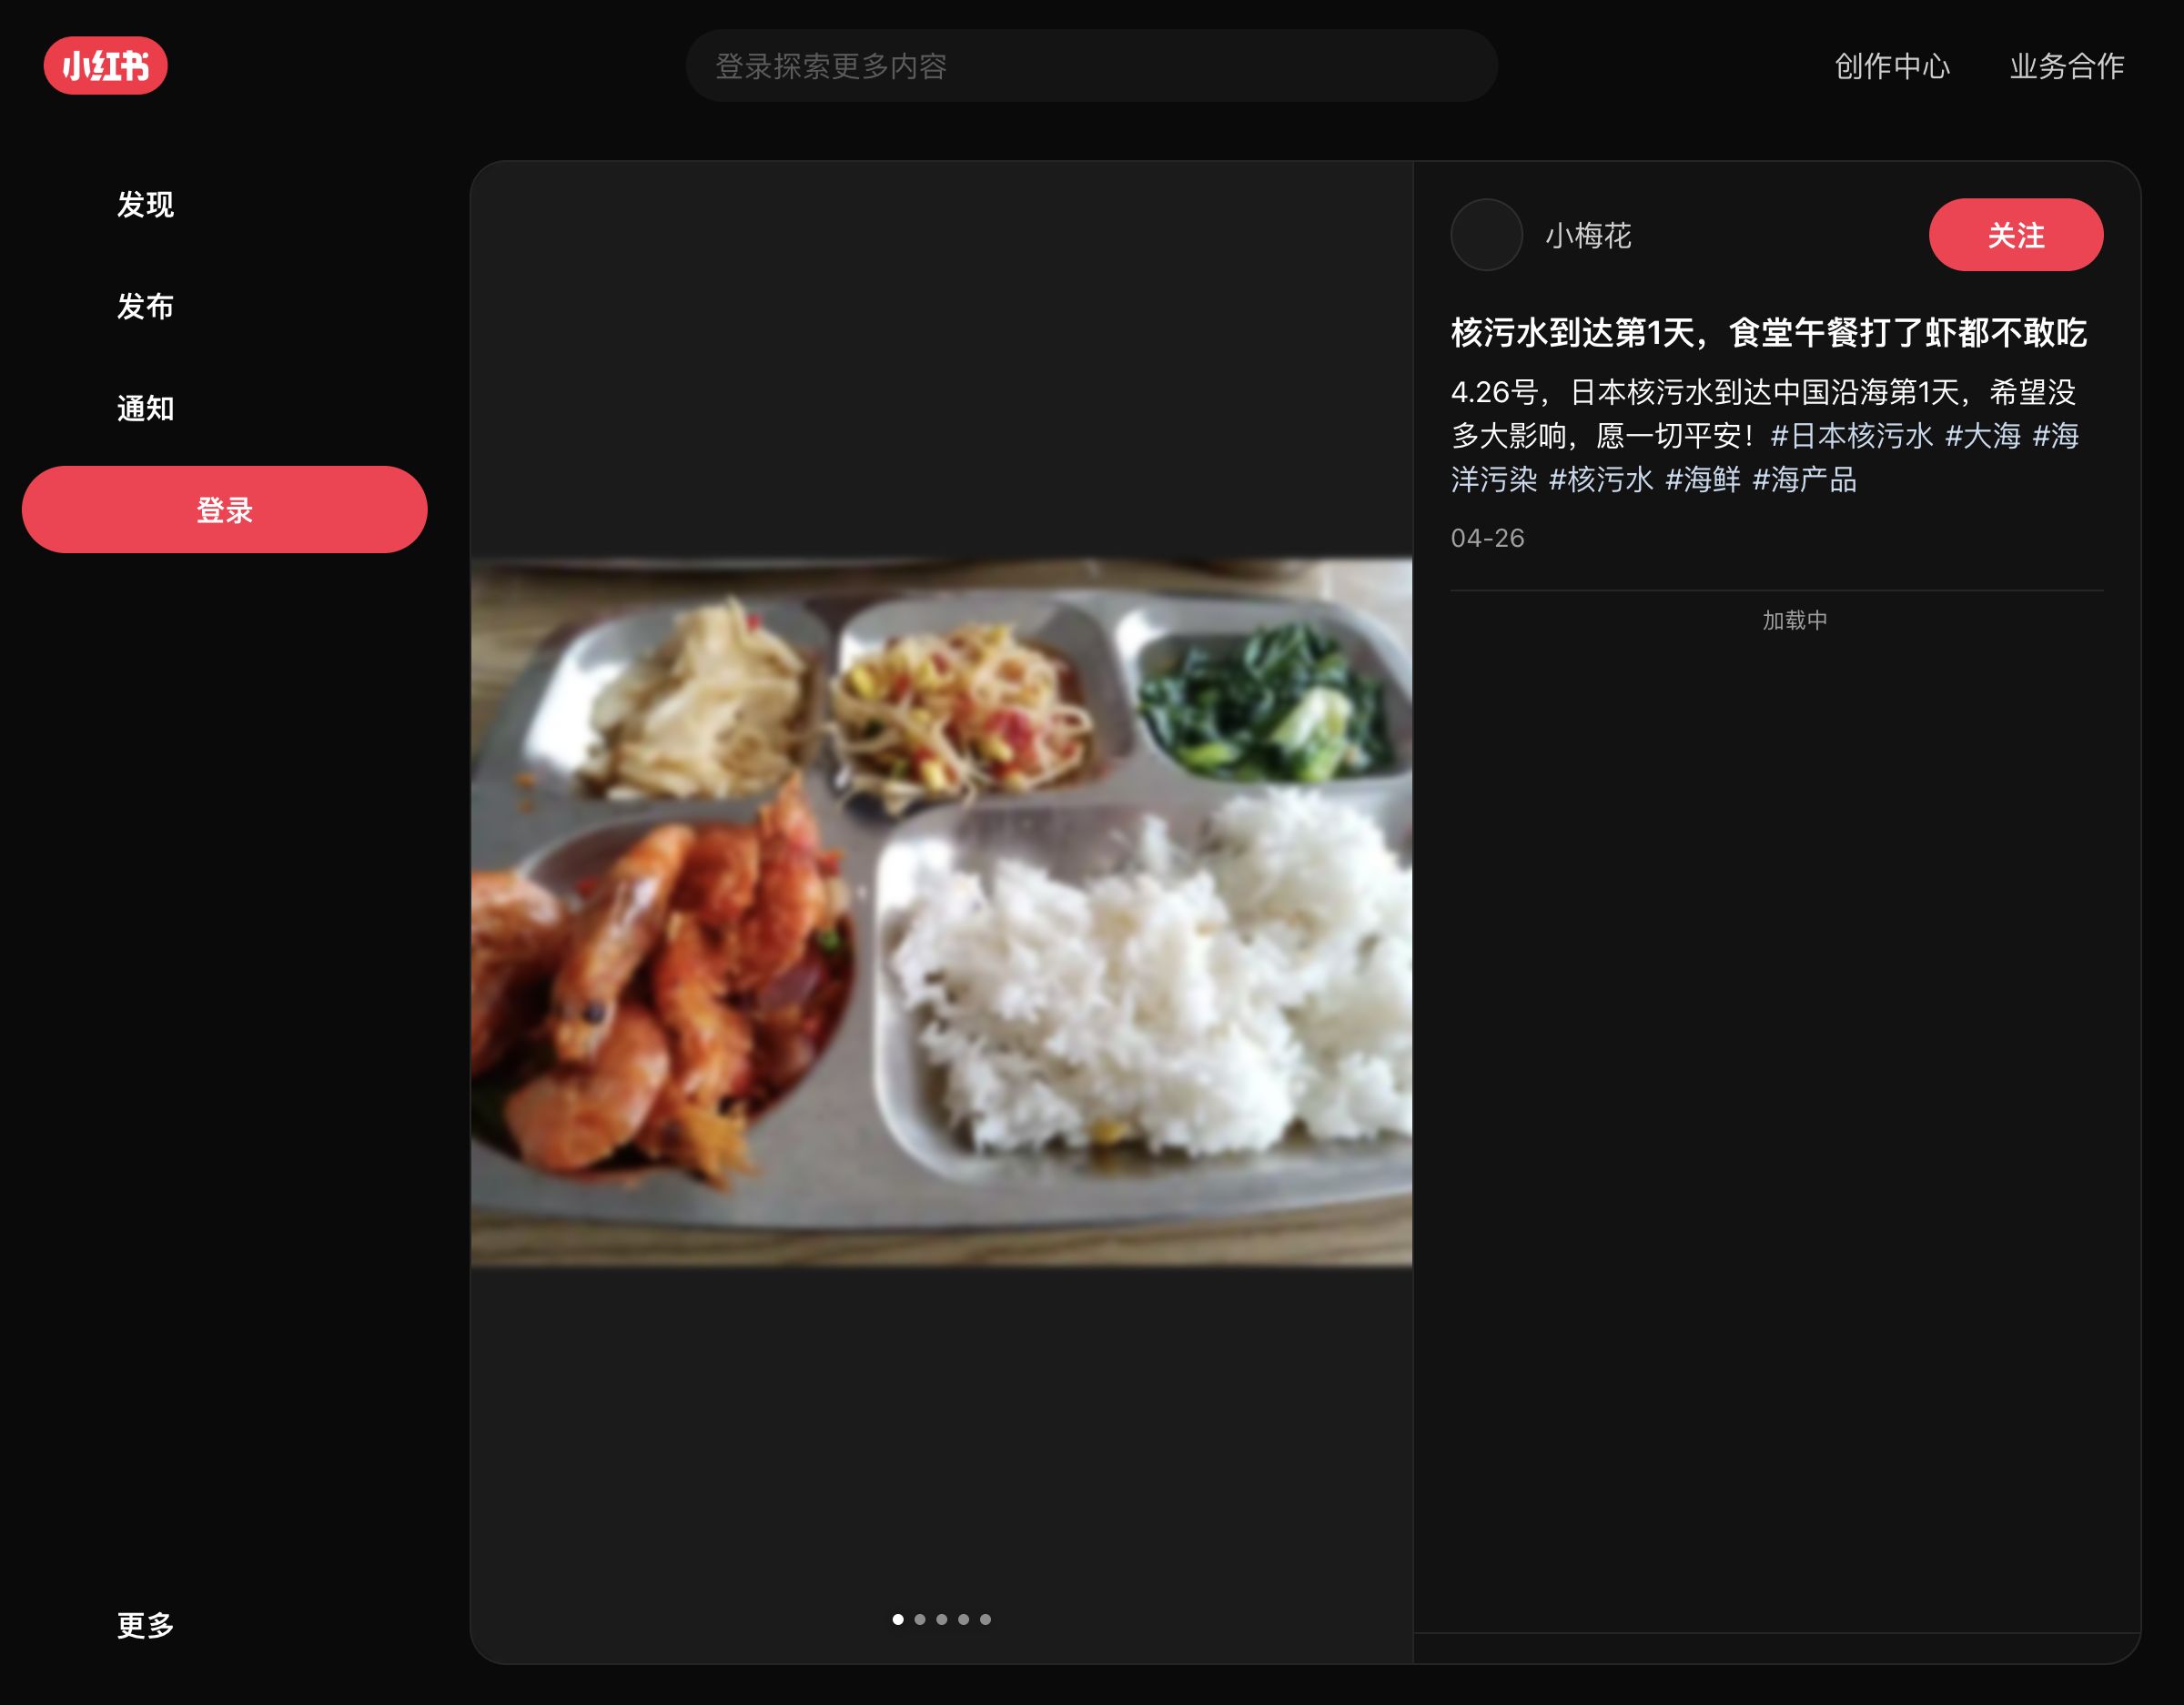 小红书
登录探索更多内容
创作中心
业务合作
发现
发布
通知
登录
更多
小梅花
关注
核污水到达第1天，食堂午餐打了虾都不敢吃
4.26号，日本核污水到达中国沿海第1天，希望没
多大影响，愿一切平安！#日本核污水 #大海 #海
洋污染 #核污水 #海鲜 #海产品
04-26
加载中